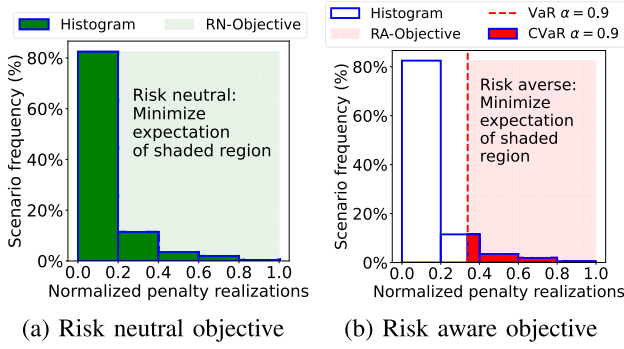 Histogram
RN-Objective
80%
60%
40%
20%
0%
Scenario frequency (%)
Risk neutral:
Minimize
expectation
of shaded region
0.0 0.2 0.4 0.6 0.8 1.0
Normalized penalty realizations
(a) Risk neutral objective
Histogram
VaR α = 0.9
RA-Objective
CVaR α = 0.9
80%
60%
40%
20%
0%
Scenario frequency (%)
Risk averse:
Minimize
expectation
of shaded
region
0.0 0.2 0.4 0.6 0.8 1.0
Normalized penalty realizations
(b) Risk aware objective